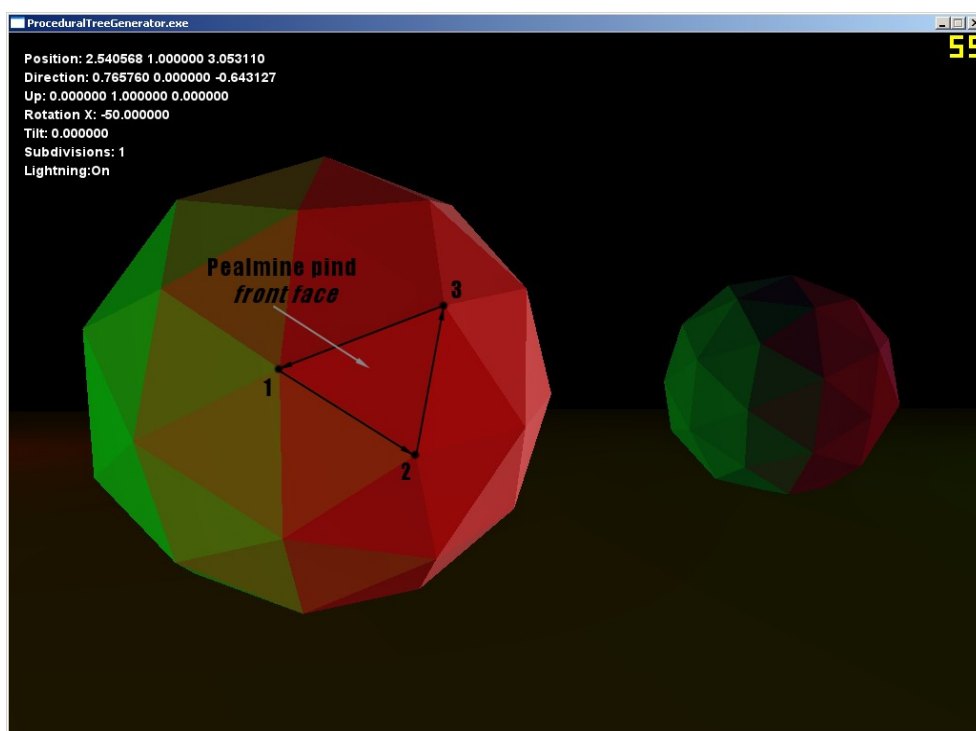 ProceduralTreeGenerator.exe
55
Position: 2.540568 1.000000 3.053110
Direction: 0.765760 0.000000 -0.643127
Up: 0.000000 1.000000 0.000000
Rotation X: -50.000000
Tilt: 0.000000
Subdivisions: 1
Lightning:On
Pealmine pind
front face
3
1
2